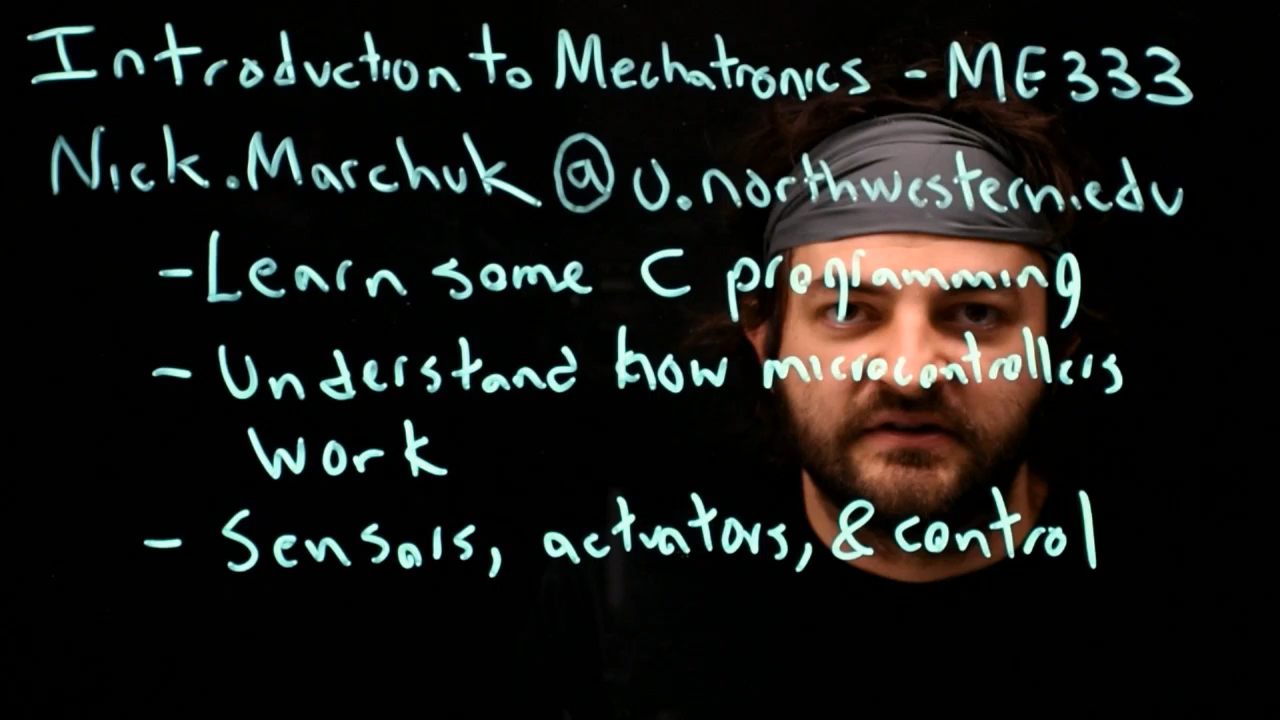 Introduction to Mechatronics - ME333
Nick.Marchuk@u.northwestern.edu
- Learn some C programming
- Understand how microcontrollers
work
- Sensors, actuators, & control